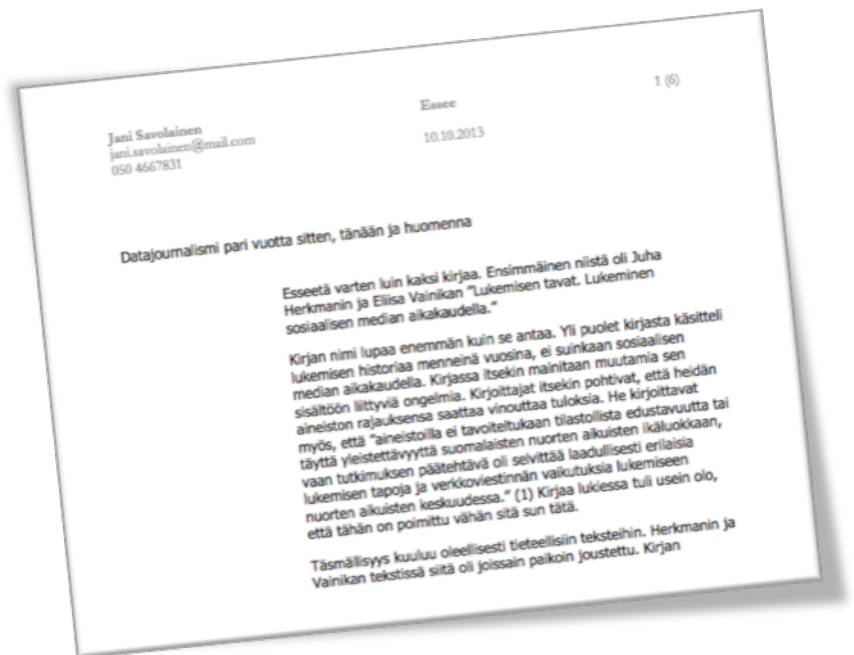 Jani Savolainen
jani.savolainen@mail.com
050 4667831
Essee
10.10.2013
1 (6)
Datajournalismi pari vuotta sitten, tänään ja huomenna
Esseetä varten luin kaksi kirjaa. Ensimmäinen niistä oli Juha
Herkmanin ja Eliisa Vainikan "Lukemisen tavat. Lukeminen
sosiaalisen median aikakaudella."
Kirjan nimi lupaa enemmän kuin se antaa. Yli puolet kirjasta käsitteli
lukemisen historiaa menneinä vuosina, ei suinkaan sosiaalisen
median aikakaudella. Kirjassa itsekin mainitaan muutamia sen
sisältöön liittyviä ongelmia. Kirjoittajat itsekin pohtivat, että heidän
aineiston rajauksensa saattaa vinouttaa tuloksia. He kirjoittavat
myös, että "aineistoilla ei tavoiteltukaan tilastollista edustavuutta tai
täyttä yleistettävyyttä suomalaisten nuorten aikuisten ikäluokkaan,
vaan tutkimuksen päätehtävä oli selvittää laadullisesti erilaisia
lukemisen tapoja ja verkkoviestinnän vaikutuksia lukemiseen
nuorten aikuisten keskuudessa." (1) Kirjaa lukiessa tuli usein olo,
että tähän on poimittu vähän sitä sun tätä.
Täsmällisyys kuuluu oleellisesti tieteellisiin teksteihin. Herkmanin ja
Vainikan tekstissä siitä oli joissain paikoin joustettu. Kirjan